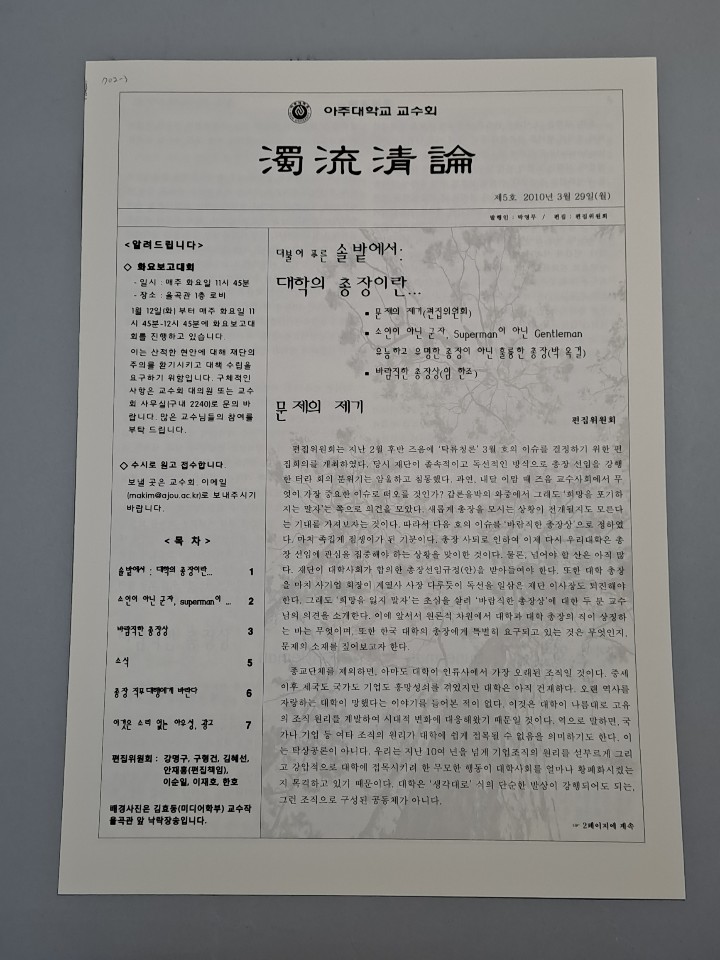 702-3
아주대학교 교수회
濁流清論
제5호 2010년 3월 29일(월)
발행인 : 박영무 / 편집 : 편집위원회
<알려드립니다>
◇ 화요보고대회
- 일시 : 매주 화요일 11시 45분
- 장소 : 율곡관 1층 로비
1월 12일(화) 부터 매주 화요일 11
시 45분-12시 45분에 화요보고대
회를 진행하고 있습니다.
이는 산적한 현안에 대해 재단의
주의를 환기시키고 대책 수립을
요구하기 위함입니다. 구체적인
사항은 교수회 대의원 또는 교수
회 사무실(구내 2240)로 문의 바
랍니다. 많은 교수님들의 참여를
부탁 드립니다.
◇ 수시로 원고 접수합니다.
보낼 곳은 교수회 이메일
(makim@ajou.ac.kr)로 보내주시기
바랍니다.
< 목 차 >
솔밭에서 : 대학의 총장이란... 1
소인이 아닌 군자, superman이 ... 2
바람직한 총장상 3
소식 5
총장 직무대행에게 바란다 6
이것은 소리 없는 아우성, 광고 7
편집위원회 : 강명구, 구형건, 김혜선,
안재흥(편집책임),
이순일, 이재호, 한호
배경사진은 김효동(미디어학부) 교수작
율곡관 앞 낙락장송입니다.
더불어 푸른 솔밭에서:
대학의 총장이란...
▪ 문제의 제기(편집위원회)
▪ 소인이 아닌 군자, Superman이 아닌 Gentleman
유능하고 유명한 총장이 아닌 훌륭한 총장(박 옥걸)
▪ 바람직한 총장상(엄 한조)
문제의 제기
편집위원회
편집위원회는 지난 2월 후반 즈음에 '탁류청론' 3월 호의 이슈를 결정하기 위한 편
집회의를 개최하였다. 당시 재단이 졸속적이고 독선적인 방식으로 총장 선임을 강행
한 터라 회의 분위기는 암울하고 침통했다. 과연, 내달 이맘 때 즈음 교수사회에서 무
엇이 가장 중요한 이슈로 떠오를 것인가? 갑론을박의 와중에서 그래도 '희망을 포기하
지는 말자'는 쪽으로 의견을 모았다. 새롭게 총장을 모시는 상황이 전개될지도 모른다
는 기대를 가져보자는 것이다. 따라서 다음 호의 이슈를 '바람직한 총장상'으로 정하였
다. 마치 족집게 점쟁이가 된 기분이다. 총장 사퇴로 인하여 이제 다시 우리대학은 총
장 선임에 관심을 집중해야 하는 상황을 맞이한 것이다. 물론, 넘어야 할 산은 아직 많
다. 재단이 대학사회가 합의한 총장선임규정(안)을 받아들여야 한다. 또한 대학 총장
을 마치 사기업 회장이 계열사 사장 다루듯이 독선을 일삼은 재단 이사장도 퇴진해야
한다. 그래도 '희망을 잃지 말자'는 초심을 살려 '바람직한 총장상'에 대한 두 분 교수
님의 의견을 소개한다. 이에 앞서서 원론적 차원에서 대학과 대학 총장의 직이 상징하
는 바는 무엇이며, 또한 한국 대학의 총장에게 특별히 요구되고 있는 것은 무엇인지,
문제의 소재를 짚어보고자 한다.
종교단체를 제외하면, 아마도 대학이 인류사에서 가장 오래된 조직일 것이다. 중세
이후 제국도 국가도 기업도 흥망성쇠를 겪었지만 대학은 아직 건재하다. 오랜 역사를
자랑하는 대학이 망했다는 이야기를 들어본 적이 없다. 이것은 대학이 나름대로 고유
의 조직 원리를 계발하여 시대적 변화에 대응해왔기 때문일 것이다. 역으로 말하면, 국
가나 기업 등 여타 조직의 원리가 대학에 쉽게 접목될 수 없음을 의미하기도 한다. 이
는 탁상공론이 아니다. 우리는 지난 10여 년을 넘게 기업조직의 원리를 섣부르게 그리
고 강압적으로 대학에 접목시키려 한 무모한 행동이 대학사회를 얼마나 황폐화시켰는
지 목격하고 있기 때문이다. 대학은 '생각대로' 식의 단순한 발상이 강행되어도 되는,
그런 조직으로 구성된 공동체가 아니다.
☞ 2페이지에 계속